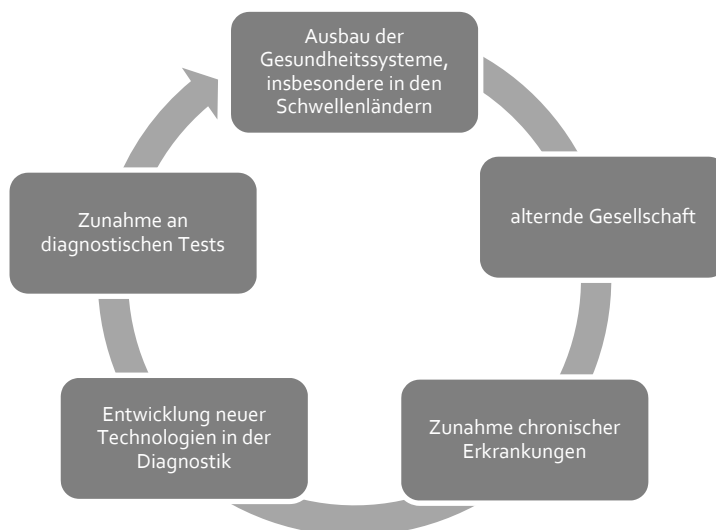 Ausbau der
Gesundheitssysteme,
insbesondere in den
Schwellenländern
alternde Gesellschaft
Zunahme chronischer
Erkrankungen
Entwicklung neuer
Technologien in der
Diagnostik
Zunahme an
diagnostischen Tests